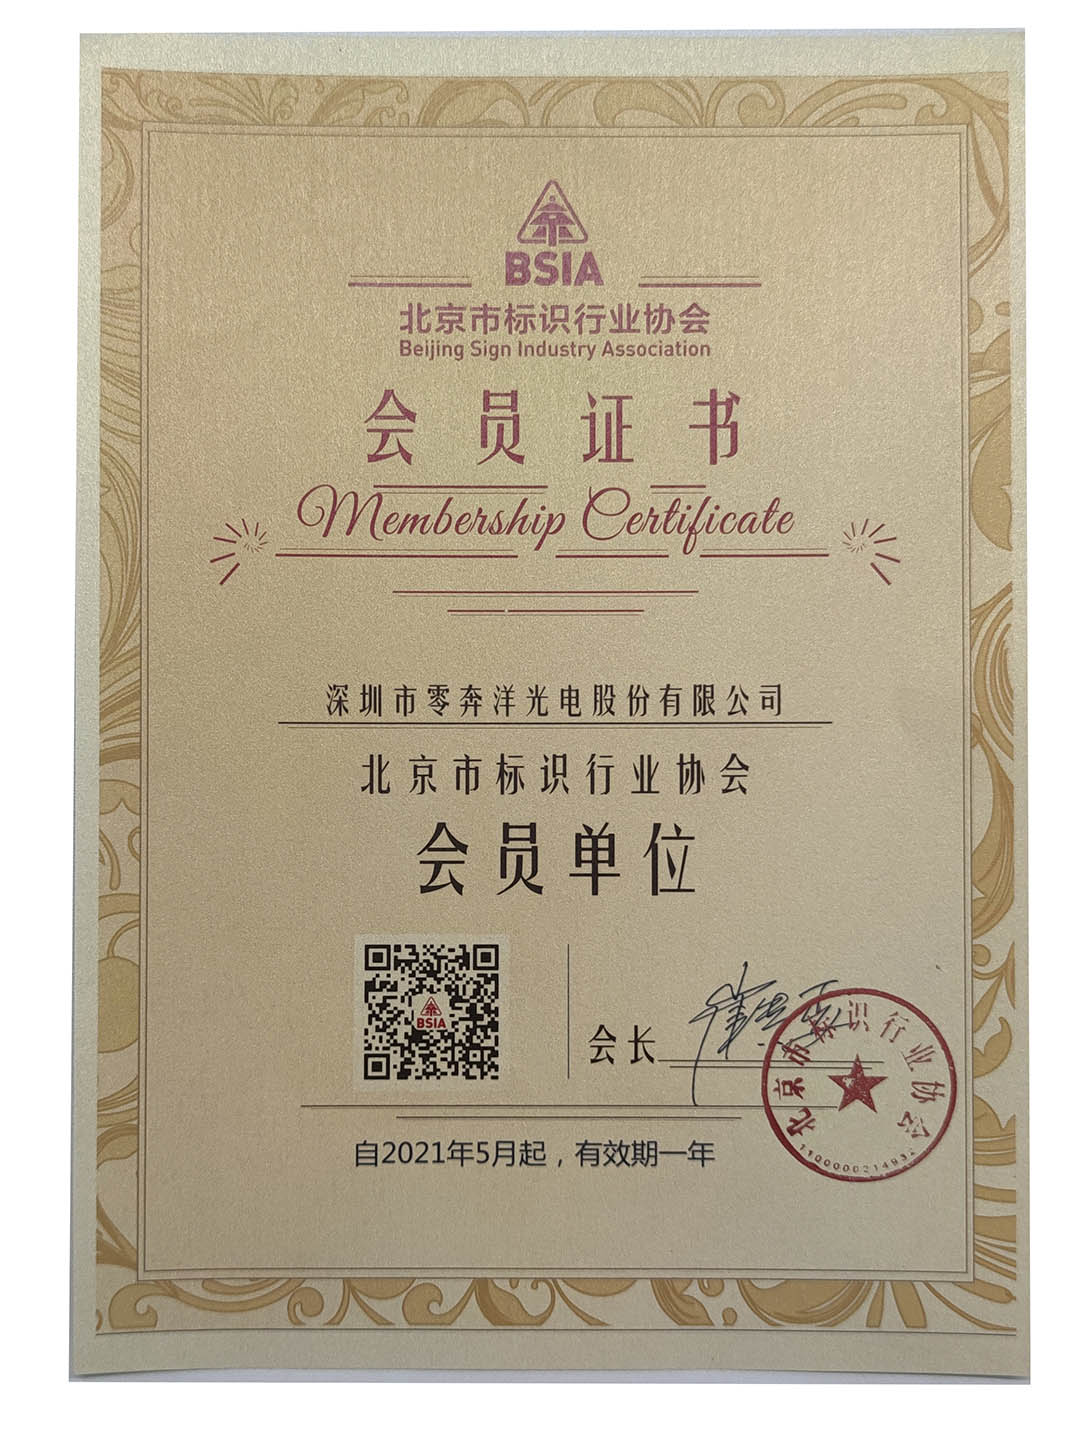 BSIA
北京市标识行业协会
Beijing Sign Industry Association
会员证书
Membership Certificate
深圳市零奔洋光电股份有限公司
北京市标识行业协会
会员单位
BSIA
会长
北京市标识行业协会
1100000214932
自2021年5月起，有效期一年